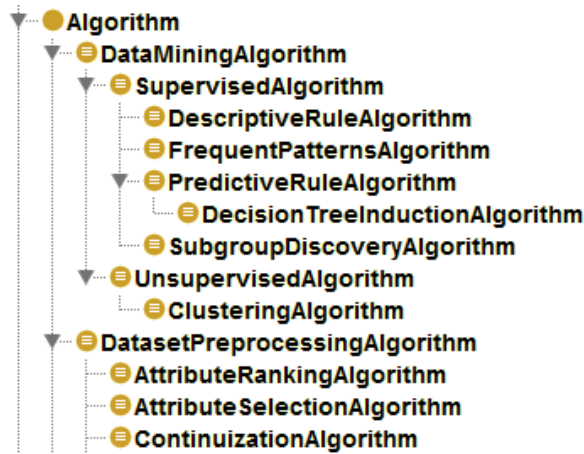 Algorithm
DataMiningAlgorithm
SupervisedAlgorithm
DescriptiveRuleAlgorithm
FrequentPatternsAlgorithm
PredictiveRuleAlgorithm
DecisionTreeInductionAlgorithm
SubgroupDiscoveryAlgorithm
UnsupervisedAlgorithm
ClusteringAlgorithm
DatasetPreprocessingAlgorithm
AttributeRankingAlgorithm
AttributeSelectionAlgorithm
ContinuizationAlgorithm